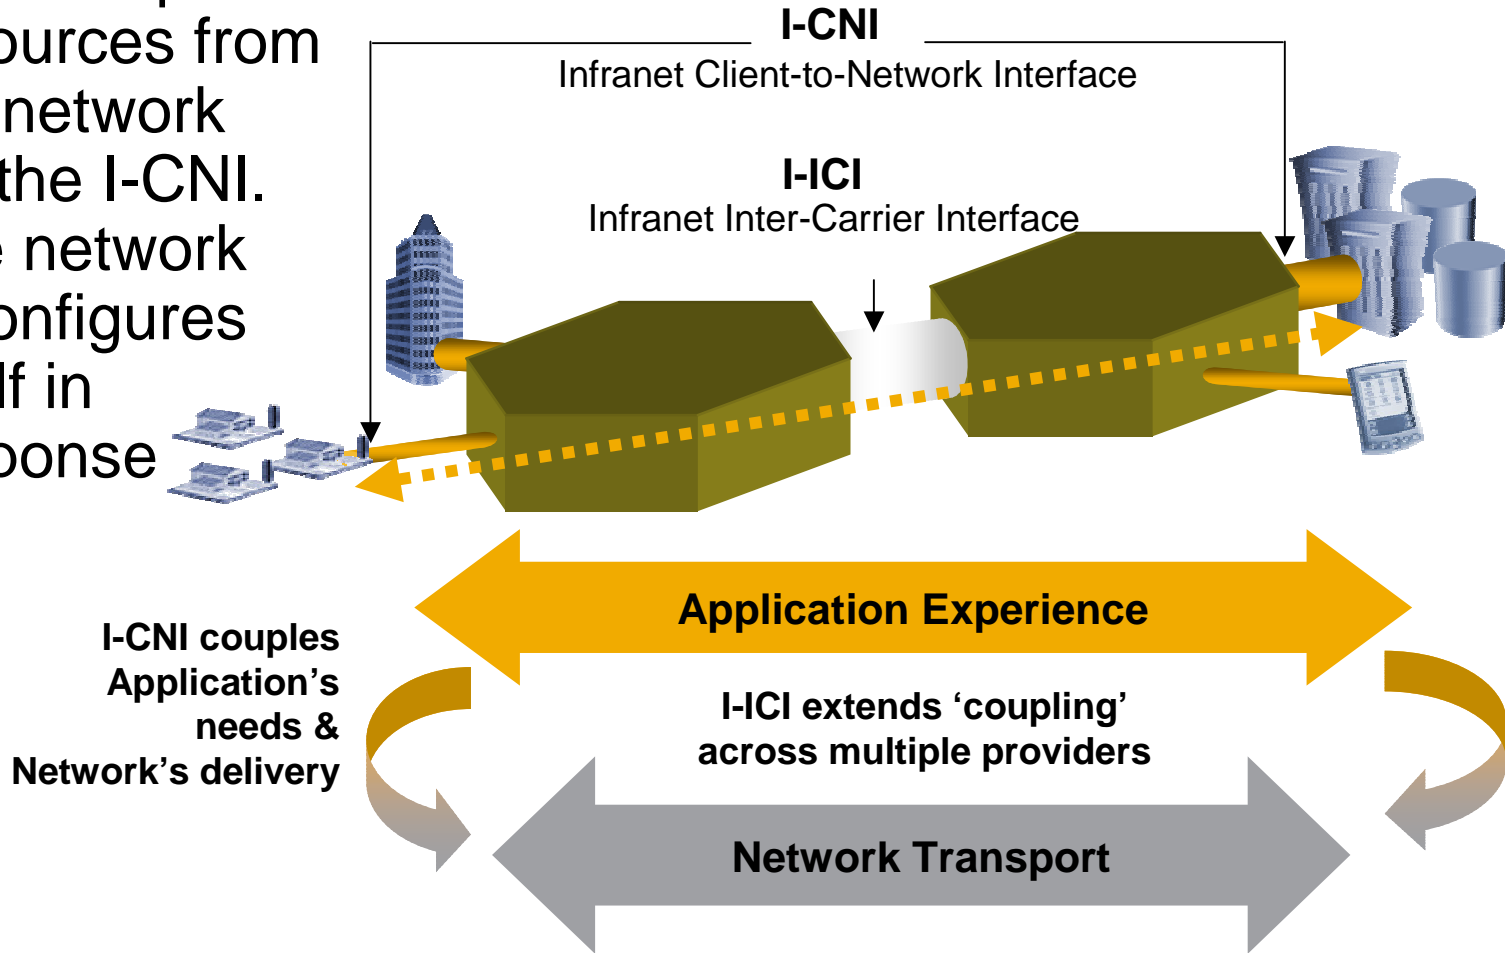 ources from
network
the I-CNI.
network
onfigures
lf in
ponse
I-CNI
Infranet Client-to-Network Interface
I-ICI
Infranet Inter-Carrier Interface
Application Experience
I-CNI couples
Application’s
needs &
Network’s delivery
I-ICI extends ‘coupling’
across multiple providers
Network Transport